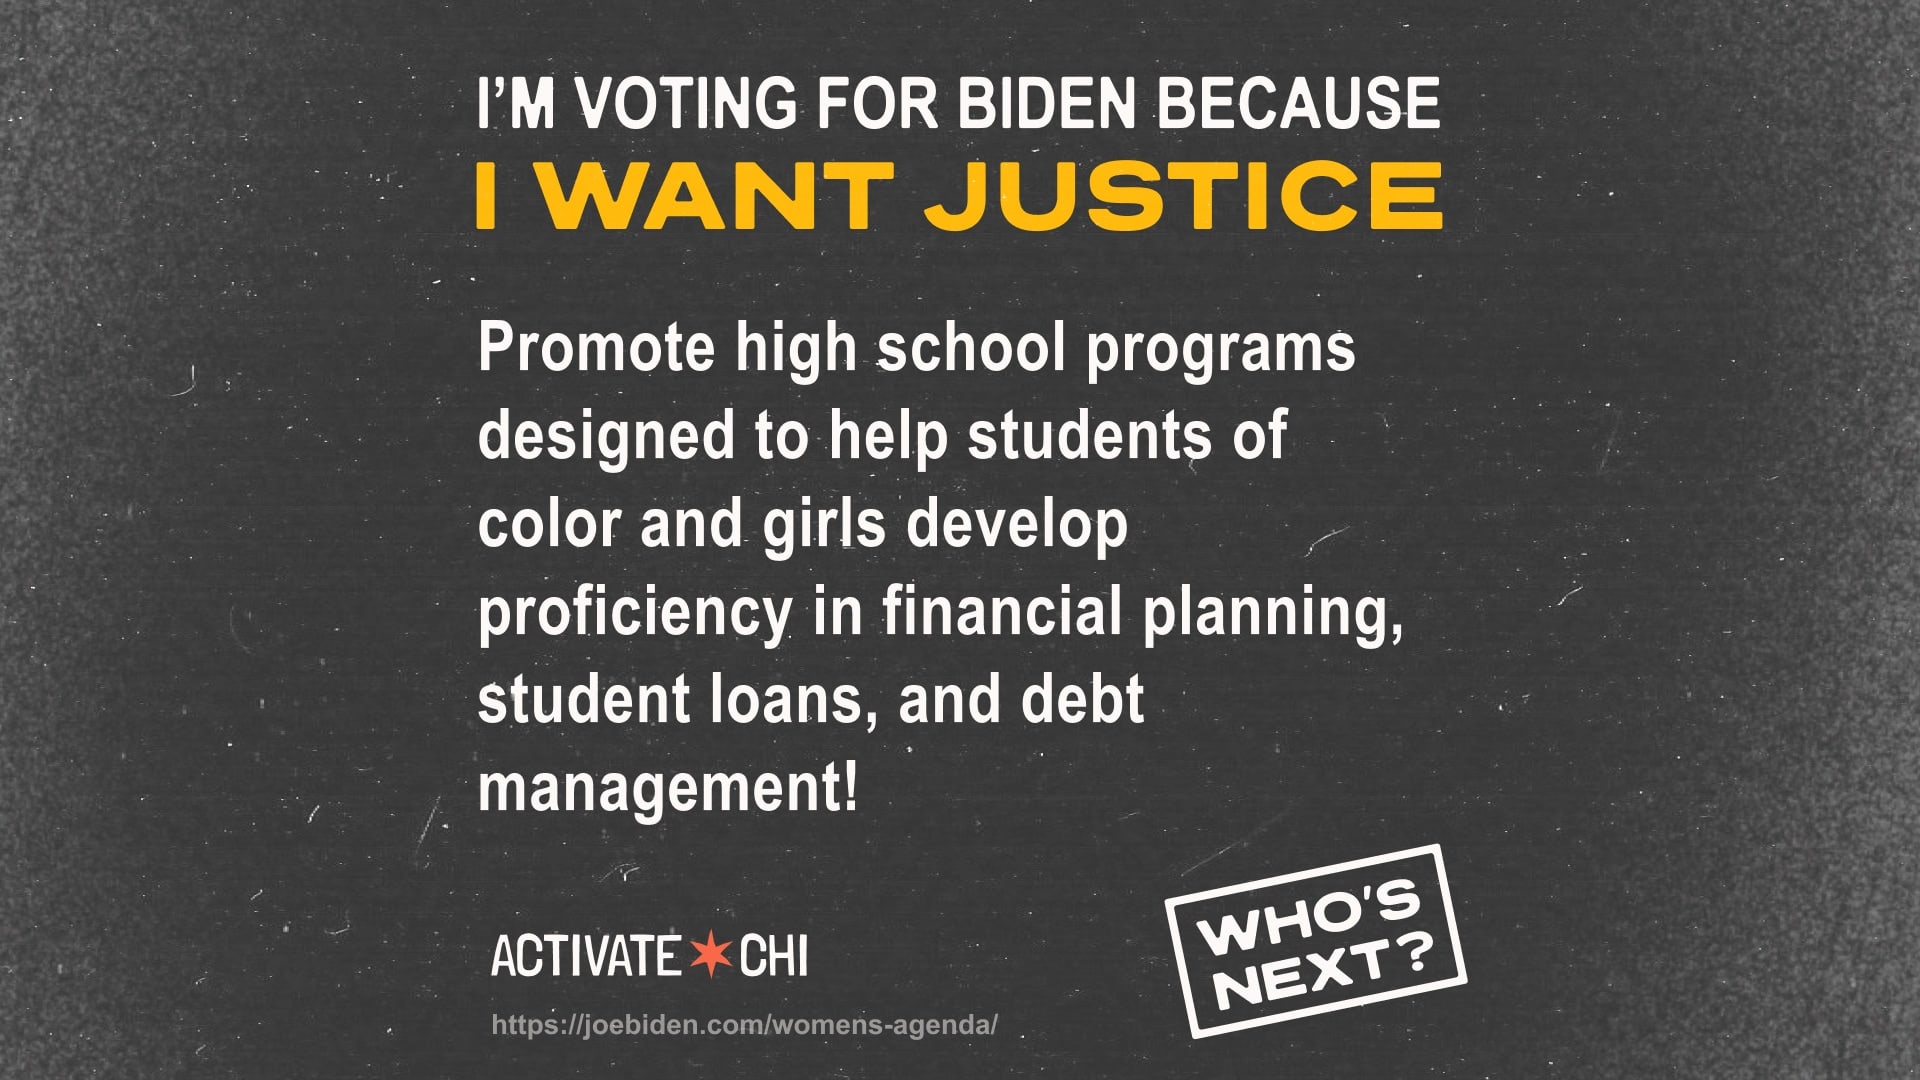 I'M VOTING FOR BIDEN BECAUSE
I WANT JUSTICE
Promote high school programs
designed to help students of
color and girls develop
proficiency in financial planning,
student loans, and debt
management!
ACTIVATE CHI
https://joebiden.com/womens-agenda/
WHO'S
NEXT?